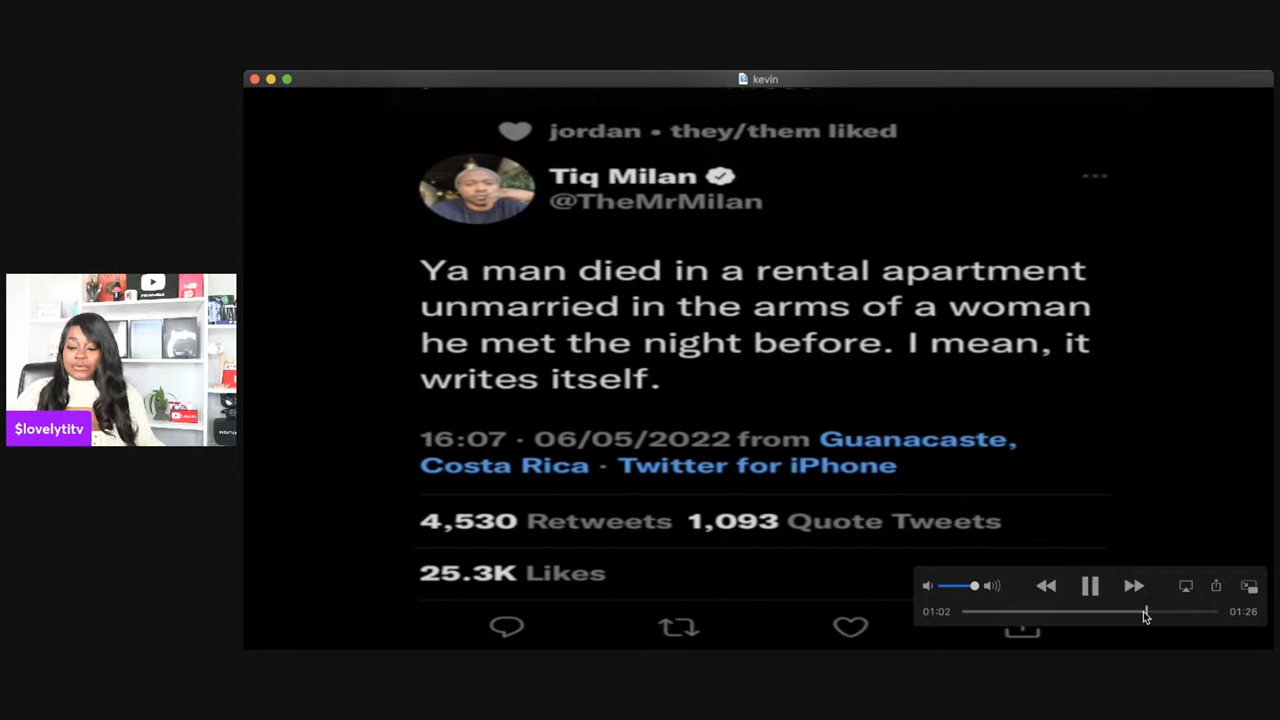 kevin
jordan • they/them liked
Tiq Milan
@TheMrMilan
Ya man died in a rental apartment
unmarried in the arms of a woman
he met the night before. I mean, it
writes itself.
16:07 · 06/05/2022 from Guanacaste,
Costa Rica · Twitter for iPhone
4,530 Retweets 1,093 Quote Tweets
25.3K Likes
01:02
01:26
$lovelytitv